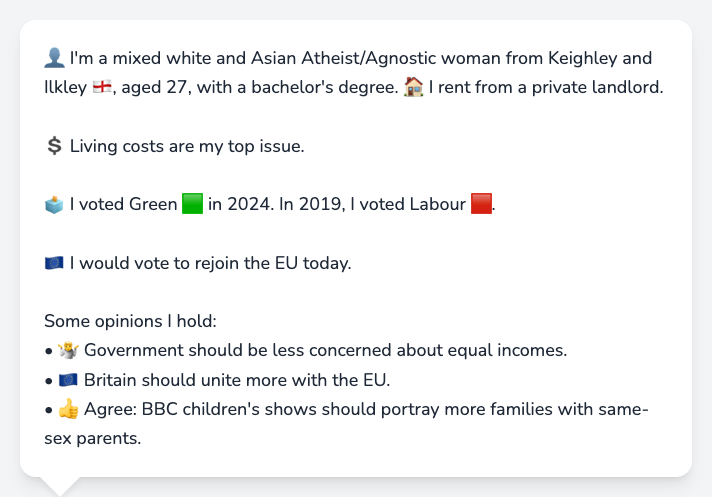 👤 I'm a mixed white and Asian Atheist/Agnostic woman from Keighley and
Ilkley 🏴󠁧󠁢󠁥󠁮󠁧󠁿, aged 27, with a bachelor's degree. 🏠 I rent from a private landlord.
💲 Living costs are my top issue.
🗳️ I voted Green 🟩 in 2024. In 2019, I voted Labour 🟥.
🇪🇺 I would vote to rejoin the EU today.
Some opinions I hold:
• 🤷 Government should be less concerned about equal incomes.
• 🇪🇺 Britain should unite more with the EU.
• 👍 Agree: BBC children's shows should portray more families with same-
sex parents.